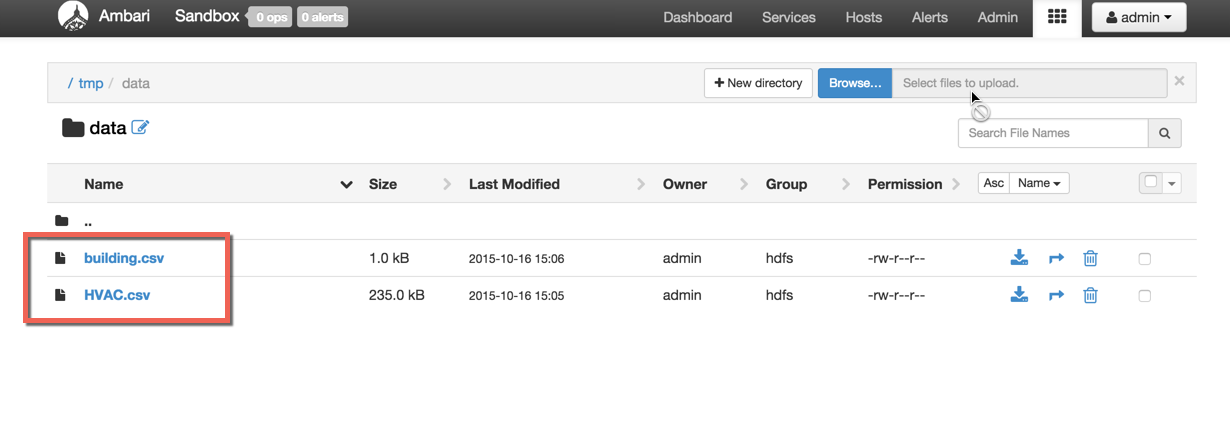 Ambari Sandbox 0 ops 0 alerts Dashboard Services Hosts Alerts Admin admin
/ tmp / data + New directory Browse... Select files to upload. ×
data
Search File Names
Name Size Last Modified Owner Group Permission Asc Name
..
building.csv 1.0 kB 2015-10-16 15:06 admin hdfs -rw-r--r--
HVAC.csv 235.0 kB 2015-10-16 15:05 admin hdfs -rw-r--r--